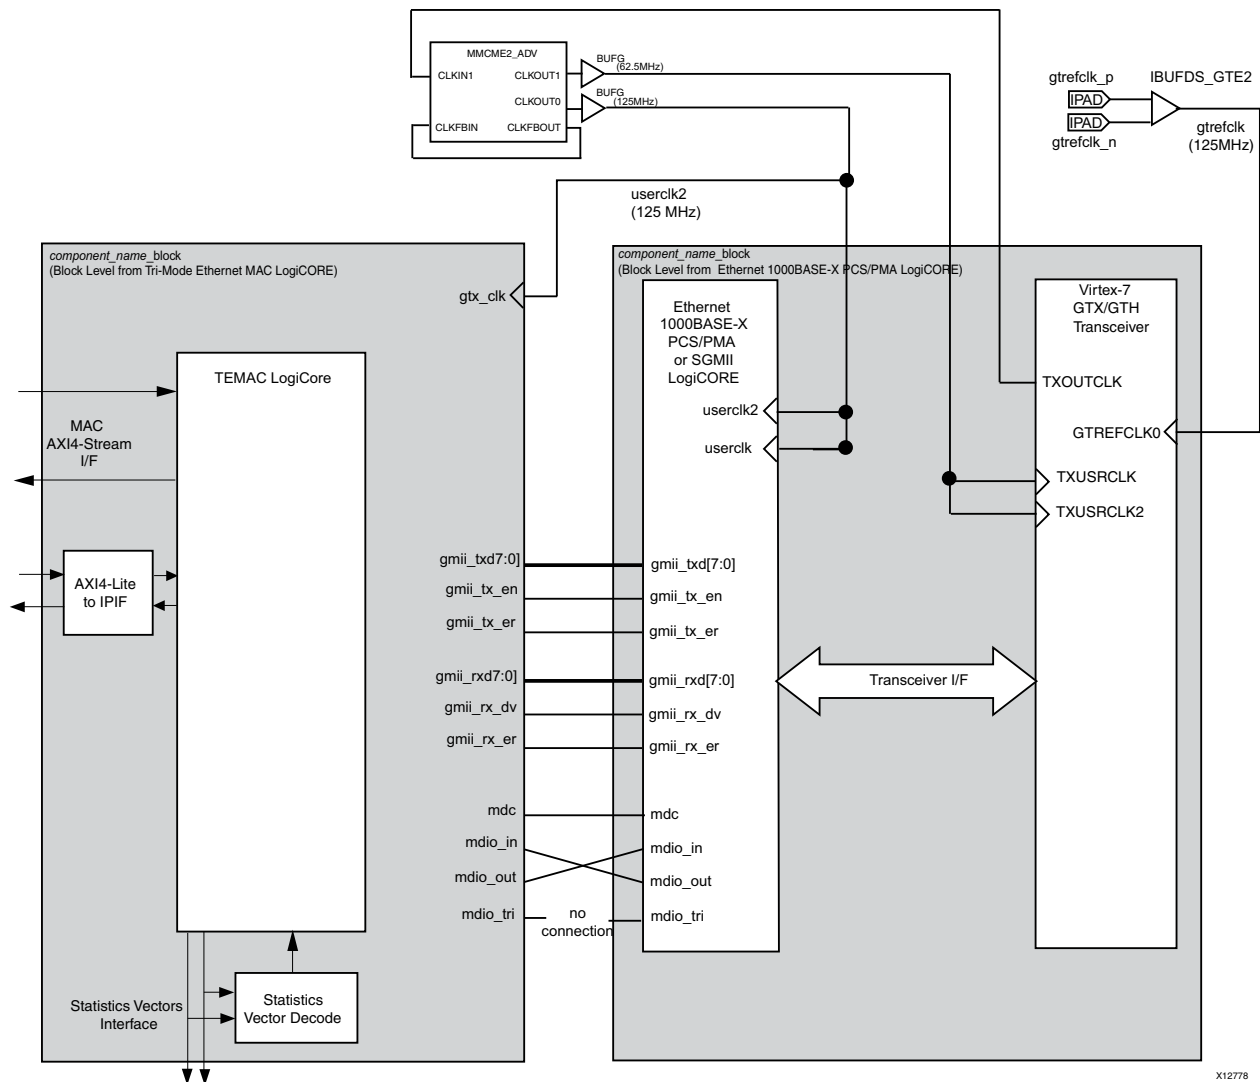 MMCME2_ADV
CLKIN1
CLKOUT1
CLKOUT0
CLKFBIN
CLKFBOUT
BUFG
(62.5MHz)
BUFG
(125MHz)
gtrefclk_p
IBUFDS_GTE2
IPAD
IPAD
gtrefclk_n
gtrefclk
(125MHz)
userclk2
(125 MHz)
component_name_block
(Block Level from Tri-Mode Ethernet MAC LogiCORE)
gtx_clk
TEMAC LogiCore
MAC
AXI4-Stream
I/F
AXI4-Lite
to IPIF
gmii_txd7:0]
gmii_tx_en
gmii_tx_er
gmii_rxd7:0]
gmii_rx_dv
gmii_rx_er
mdc
mdio_in
mdio_out
mdio_tri
no
connection
Statistics Vectors
Interface
Statistics
Vector Decode
component_name_block
(Block Level from Ethernet 1000BASE-X PCS/PMA LogiCORE)
Ethernet
1000BASE-X
PCS/PMA
or SGMII
LogiCORE
userclk2
userclk
gmii_txd[7:0]
gmii_tx_en
gmii_tx_er
gmii_rxd[7:0]
gmii_rx_dv
gmii_rx_er
mdc
mdio_in
mdio_out
mdio_tri
Transceiver I/F
Virtex-7
GTX/GTH
Transceiver
TXOUTCLK
GTREFCLK0
TXUSRCLK
TXUSRCLK2
X12778